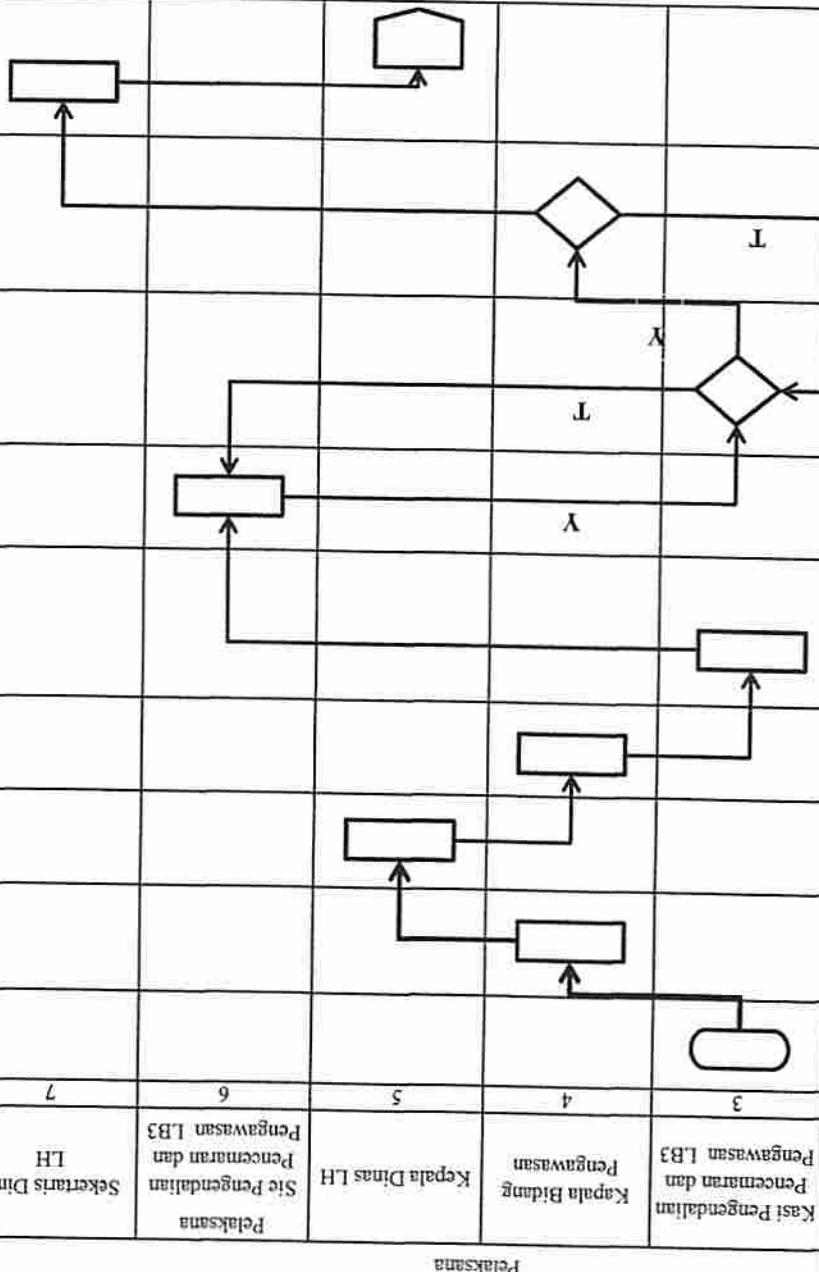 Pelaksana
Kasi Pengendalian
Pencemaran dan
Pengawasan LB3
Kapala Bidang
Pengawasan
Kepala Dinas LH
Pelaksana
Sie Pengendalian
Pencemaran dan
Pengawasan LB3
Sekertaris Din
LH
3
4
5
6
7
Y
T
Y
T